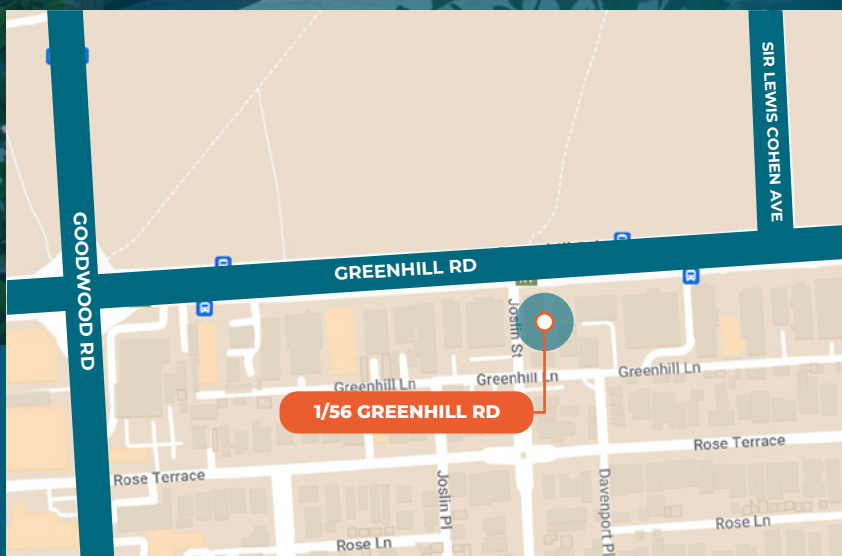 SIR LEWIS COHEN AVE
GOODWOOD RD
GREENHILL RD
Joslin St
Greenhill Ln
Greenhill Ln
Greenhill Ln
1/56 GREENHILL RD
Rose Terrace
Rose Terrace
Joslin Pl
Davenport Pl
Rose Ln
Rose Ln